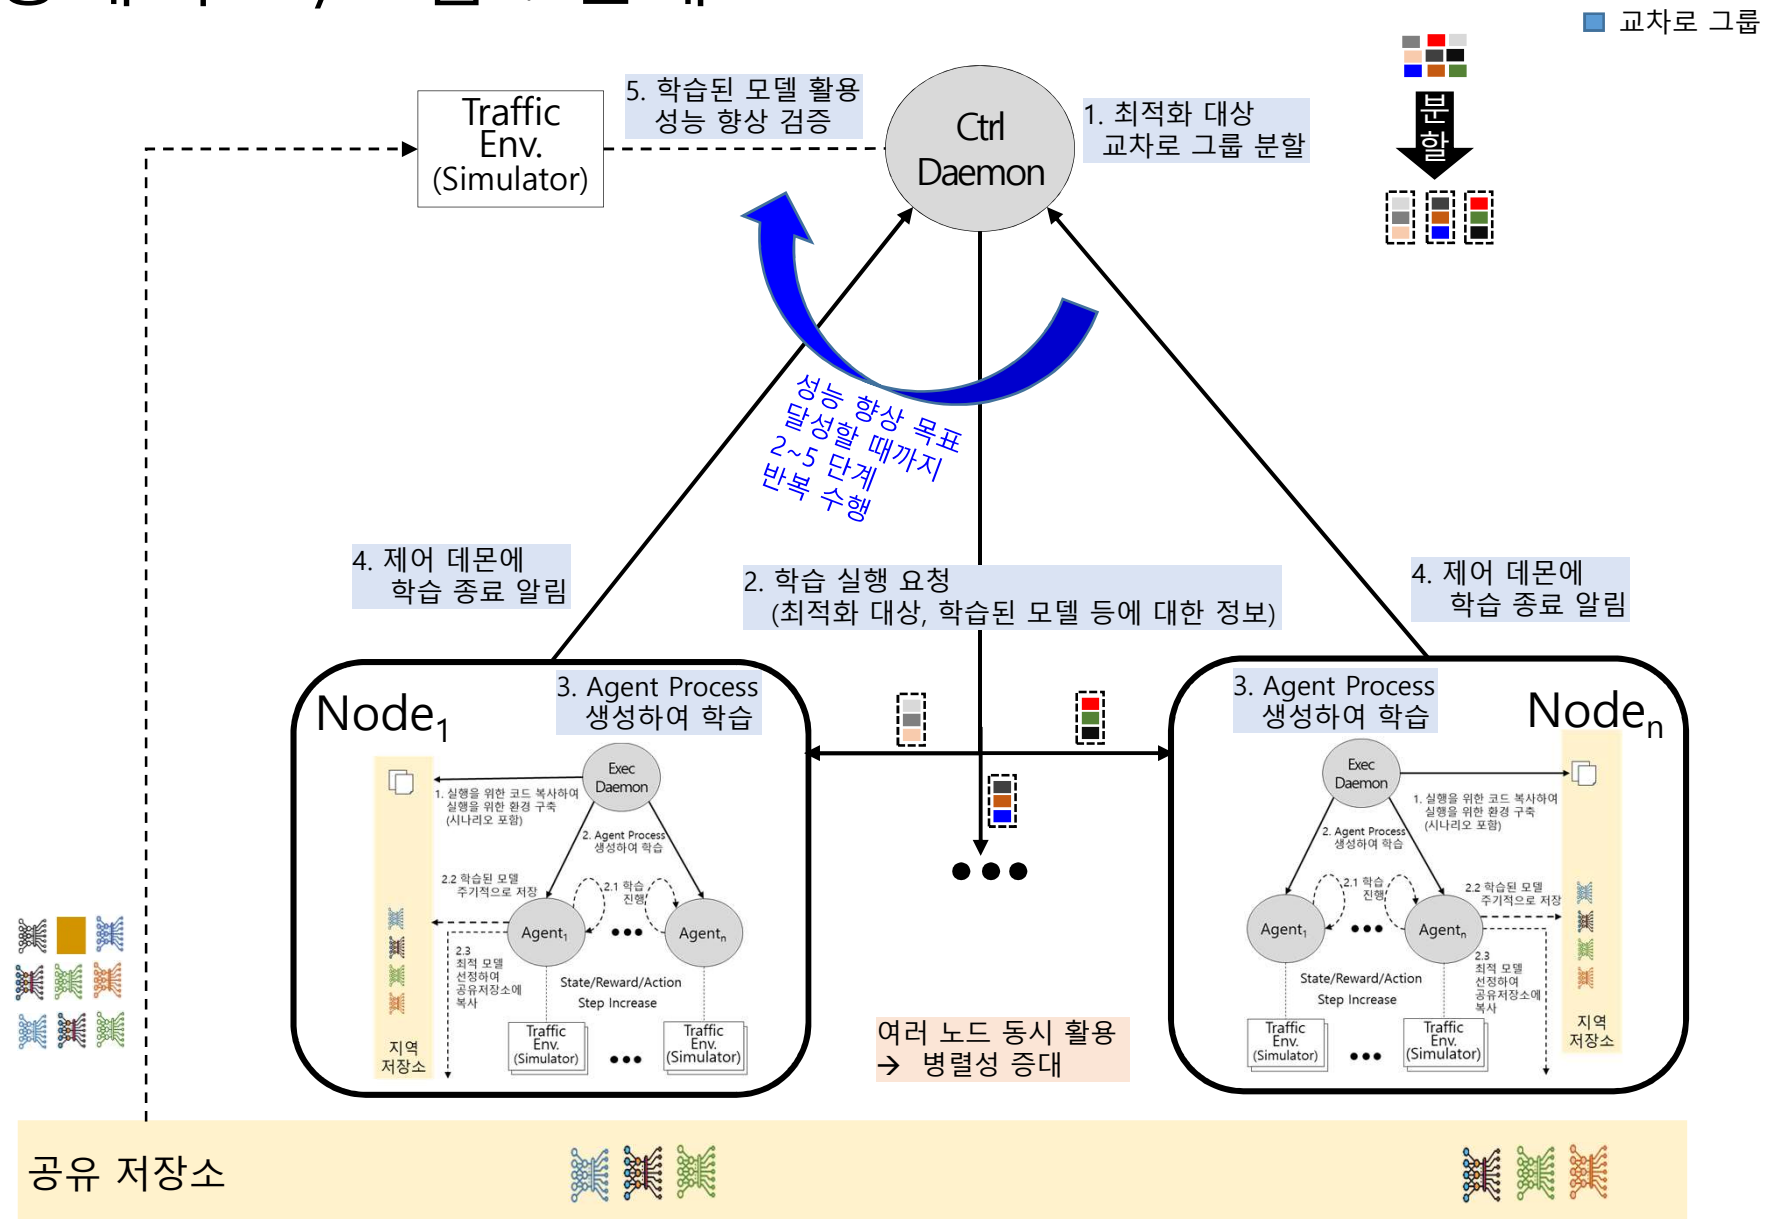 교차로 그룹
분
할
Traffic
Env.
(Simulator)
5. 학습된 모델 활용
성능 향상 검증
Ctrl
Daemon
1. 최적화 대상
교차로 그룹 분할
성능 향상 목표
달성할 때까지
2~5 단계
반복 수행
4. 제어 데몬에
학습 종료 알림
2. 학습 실행 요청
(최적화 대상, 학습된 모델 등에 대한 정보)
4. 제어 데몬에
학습 종료 알림
Node1
3. Agent Process
생성하여 학습
Exec
Daemon
1. 실행을 위한 코드 복사하여
실행을 위한 환경 구축
(시나리오 포함)
2. Agent Process
생성하여 학습
2.2 학습된 모델
주기적으로 저장
2.1 학습
진행
Agent1
●●●
Agentn
2.3
최적 모델
선정하여
공유저장소에
복사
State/Reward/Action
Step Increase
Traffic
Env.
(Simulator)
●●●
Traffic
Env.
(Simulator)
지역
저장소
●●●
여러 노드 동시 활용
→ 병렬성 증대
3. Agent Process
생성하여 학습
Noden
Exec
Daemon
1. 실행을 위한 코드 복사하여
실행을 위한 환경 구축
(시나리오 포함)
2. Agent Process
생성하여 학습
2.1 학습
진행
2.2 학습된 모델
주기적으로 저장
Agent1
●●●
Agentn
2.3
최적 모델
선정하여
공유저장소에
복사
State/Reward/Action
Step Increase
Traffic
Env.
(Simulator)
●●●
Traffic
Env.
(Simulator)
지역
저장소
공유 저장소